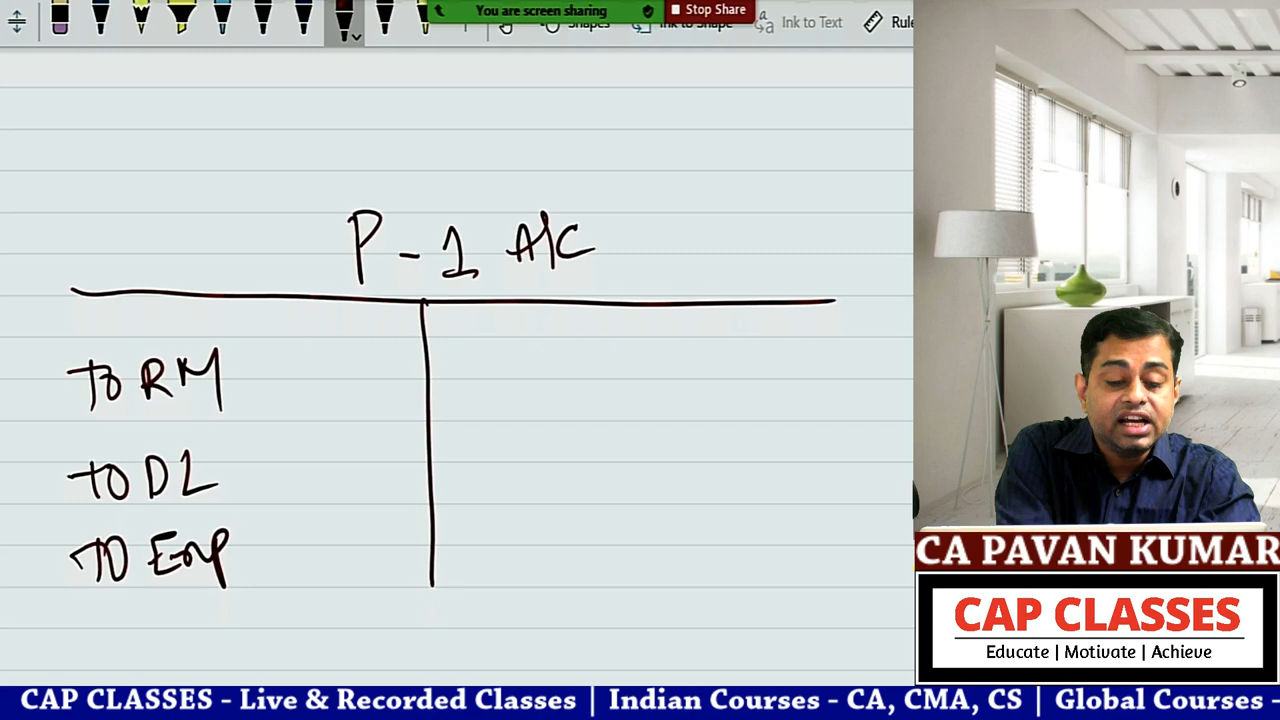 You are screen sharing
Stop Share
Ink to Text
P - 1 A/C
To RM
To DL
To Exp
CA PAVAN KUMAR
CAP CLASSES
Educate | Motivate | Achieve
CAP CLASSES - Live & Recorded Classes | Indian Courses - CA, CMA, CS | Global Courses -